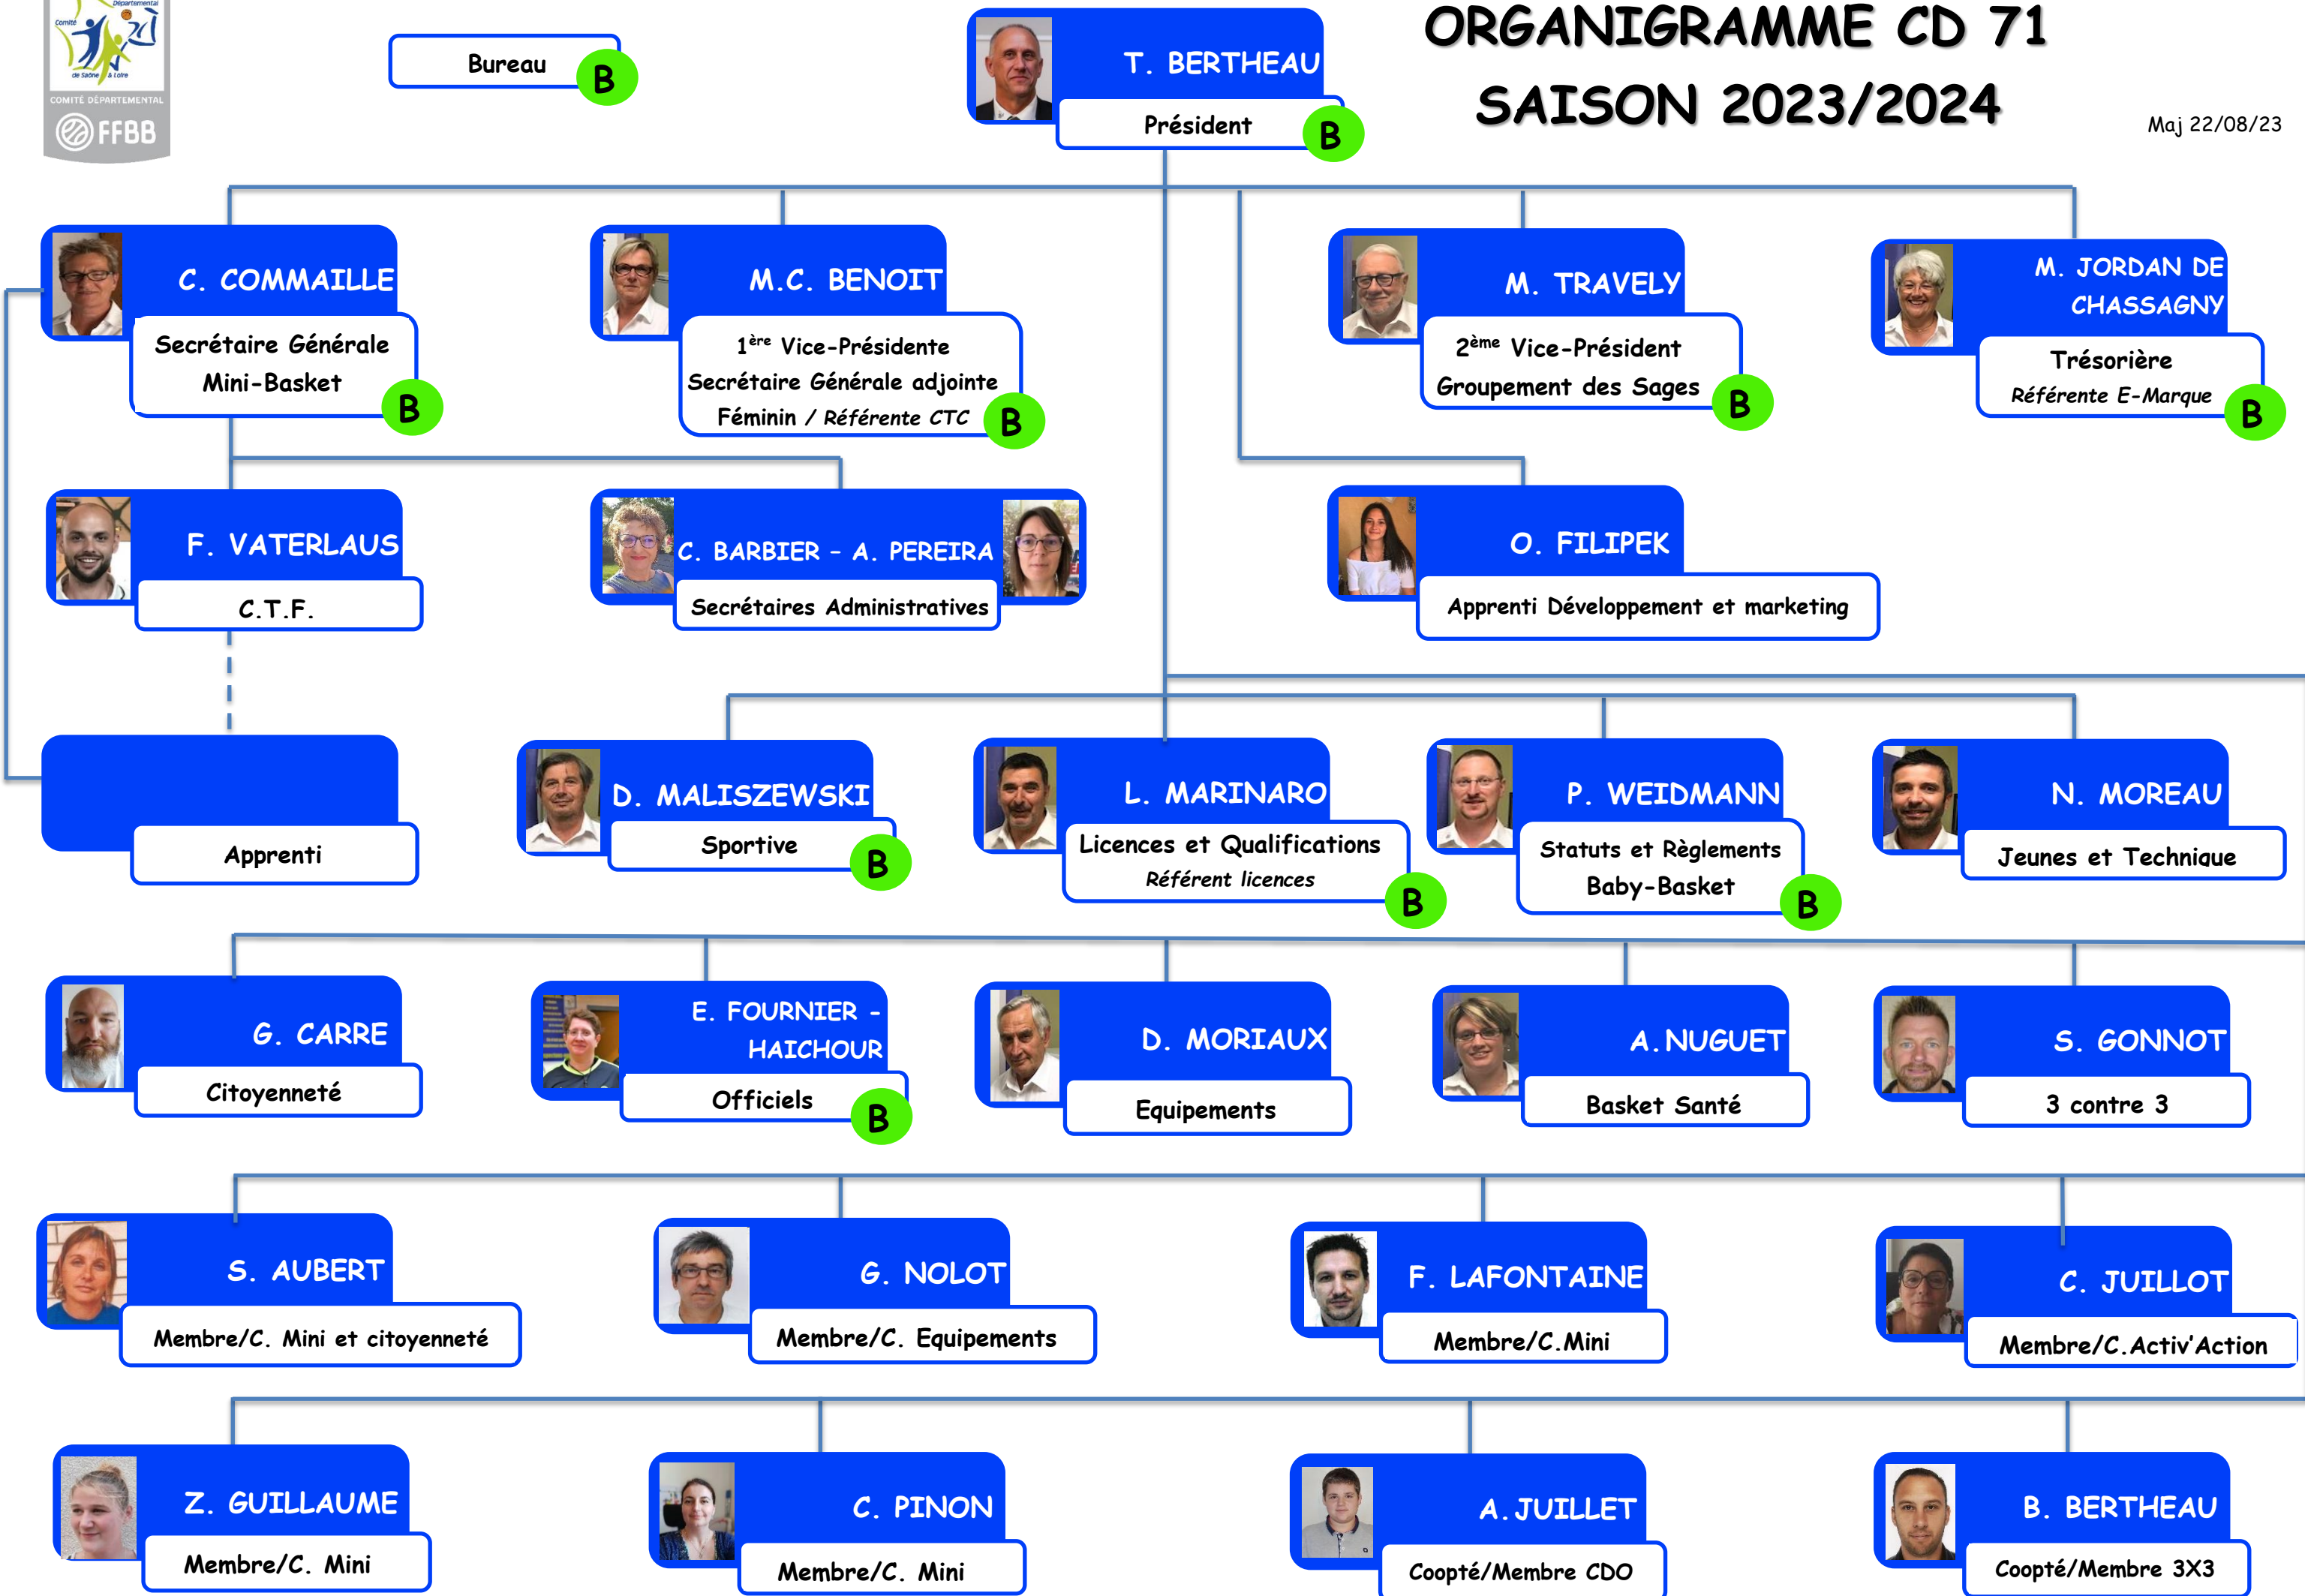 Départemental
Comité
de Saône & Loire
COMITÉ DÉPARTEMENTAL
FFBB
Bureau
B
T. BERTHEAU
Président
B
ORGANIGRAMME CD 71
SAISON 2023/2024
Maj 22/08/23
C. COMMAILLE
Secrétaire Générale
Mini-Basket
B
M.C. BENOIT
1ère Vice-Présidente
Secrétaire Générale adjointe
Féminin / Référente CTC
B
M. TRAVELY
2ème Vice-Président
Groupement des Sages
B
M. JORDAN DE
CHASSAGNY
Trésorière
Référente E-Marque
B
F. VATERLAUS
C.T.F.
C. BARBIER - A. PEREIRA
Secrétaires Administratives
O. FILIPEK
Apprenti Développement et marketing
Apprenti
D. MALISZEWSKI
Sportive
B
L. MARINARO
Licences et Qualifications
Référent licences
B
P. WEIDMANN
Statuts et Règlements
Baby-Basket
B
N. MOREAU
Jeunes et Technique
G. CARRE
Citoyenneté
E. FOURNIER -
HAICHOUR
Officiels
B
D. MORIAUX
Equipements
A.NUGUET
Basket Santé
S. GONNOT
3 contre 3
S. AUBERT
Membre/C. Mini et citoyenneté
G. NOLOT
Membre/C. Equipements
F. LAFONTAINE
Membre/C.Mini
C. JUILLOT
Membre/C.Activ'Action
Z. GUILLAUME
Membre/C. Mini
C. PINON
Membre/C. Mini
A.JUILLET
Coopté/Membre CDO
B. BERTHEAU
Coopté/Membre 3X3